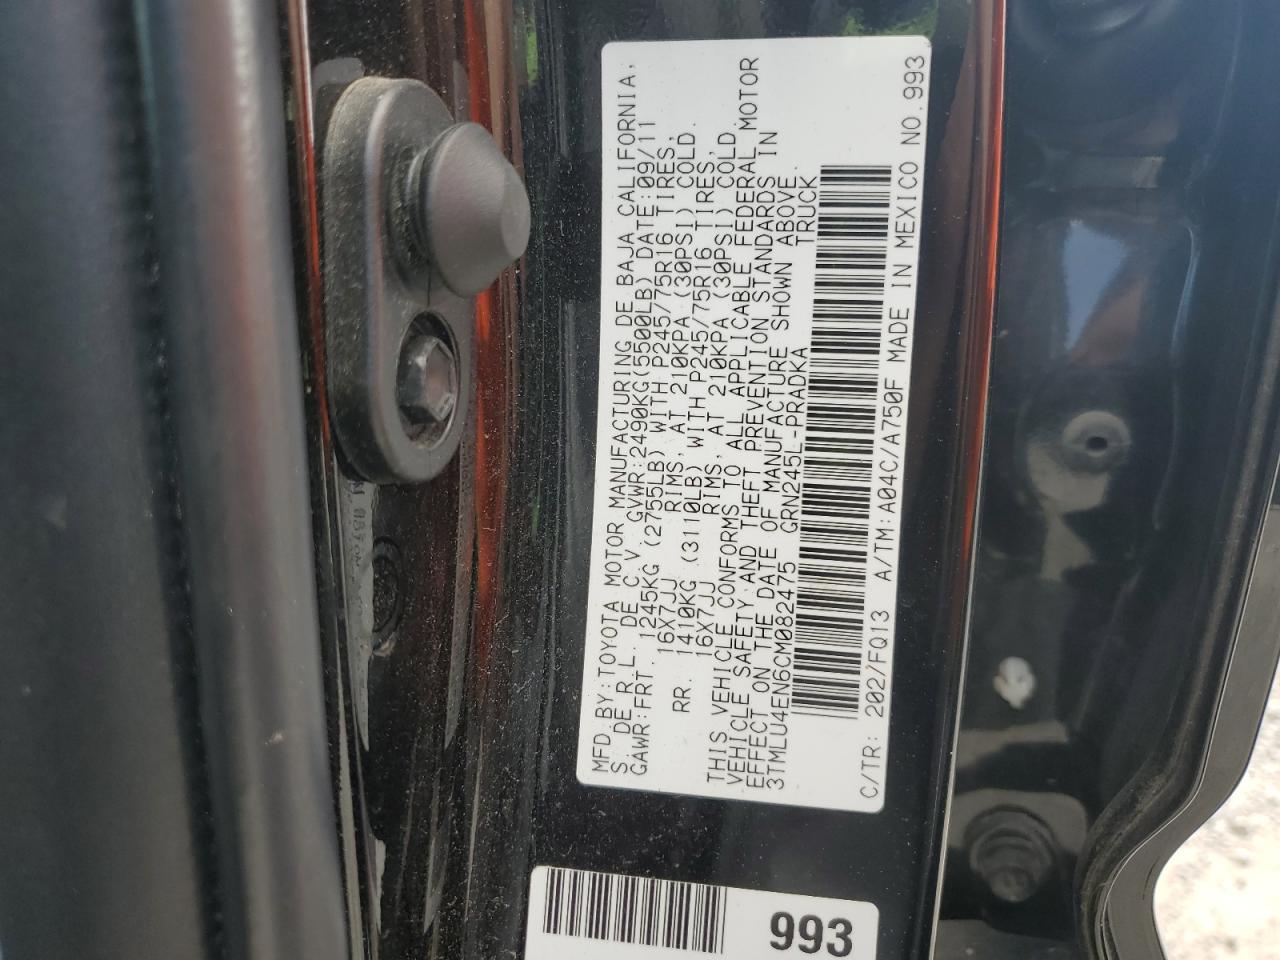 MFD BY:TOYOTA MOTOR MANUFACTURING DE BAJA CALIFORNIA,
S. DE R.L. DE C.V. GVWR:2490KG(5500LB) DATE:09/11
GAWR:FRT. 1245KG (2755LB) WITH P245/75R16 TIRES,
16X7JJ RIMS, AT 210KPA (30PSI) COLD.
RR. 1410KG (3110LB) WITH P245/75R16 TIRES,
16X7JJ RIMS, AT 210KPA (30PSI) COLD.
THIS VEHICLE CONFORMS TO ALL APPLICABLE FEDERAL MOTOR
VEHICLE SAFETY AND THEFT PREVENTION STANDARDS IN
EFFECT ON THE DATE OF MANUFACTURE SHOWN ABOVE.
3TMLU4EN6CM082475 GRN245L-PRADKA TRUCK
C/TR: 202/FQ13 A/TM:A04C/A750F MADE IN MEXICO NO.993
993